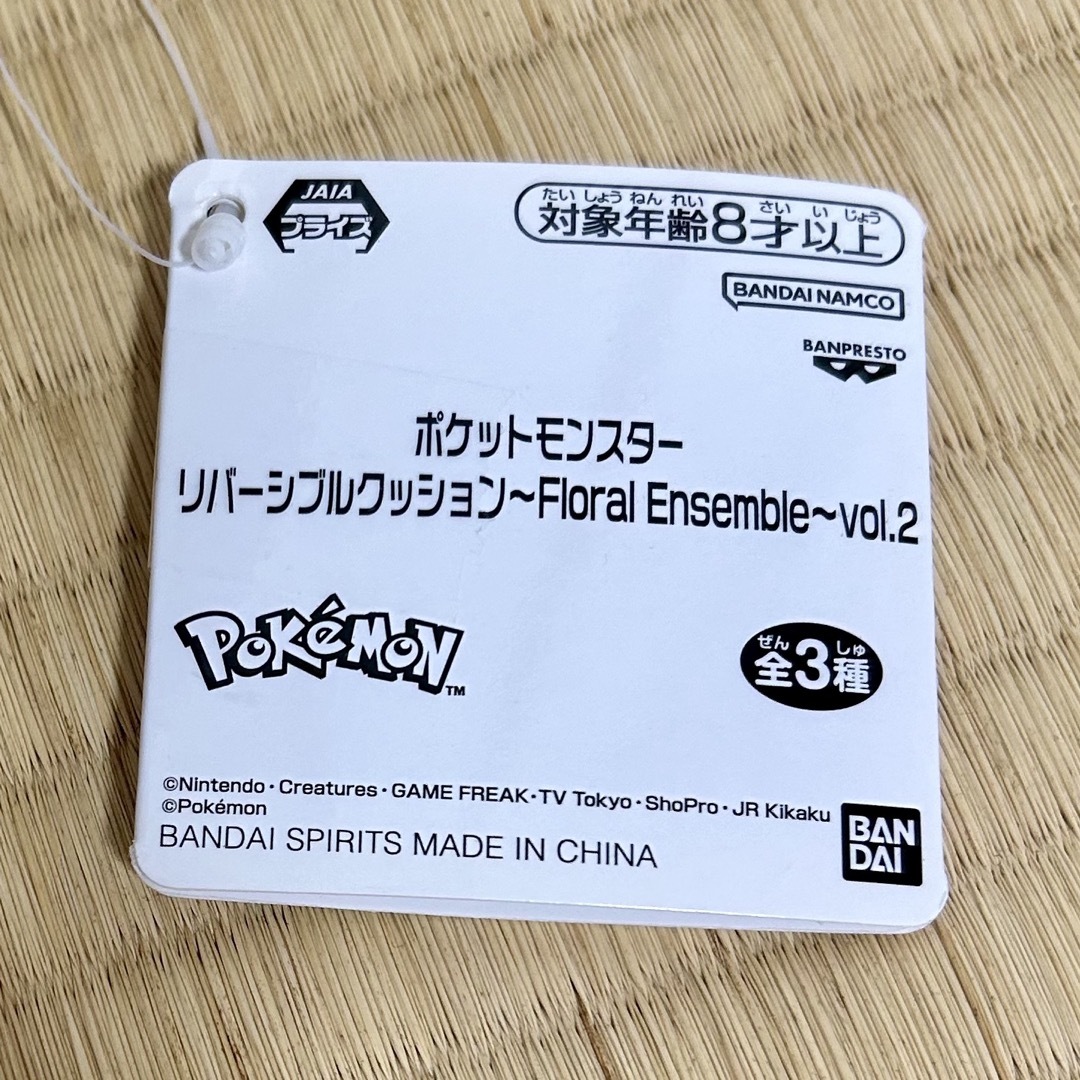 JAIA
プライズ
たいしょうねんれい さいいじょう
対象年齢8才以上
BANDAI NAMCO
BANPRESTO
ポケットモンスター
リバーシブルクッション〜Floral Ensemble〜vol.2
POKéMON™
ぜん しゅ
全3種
©Nintendo・Creatures・GAME FREAK・TV Tokyo・ShoPro・JR Kikaku
©Pokémon
BANDAI SPIRITS MADE IN CHINA
BAN
DAI